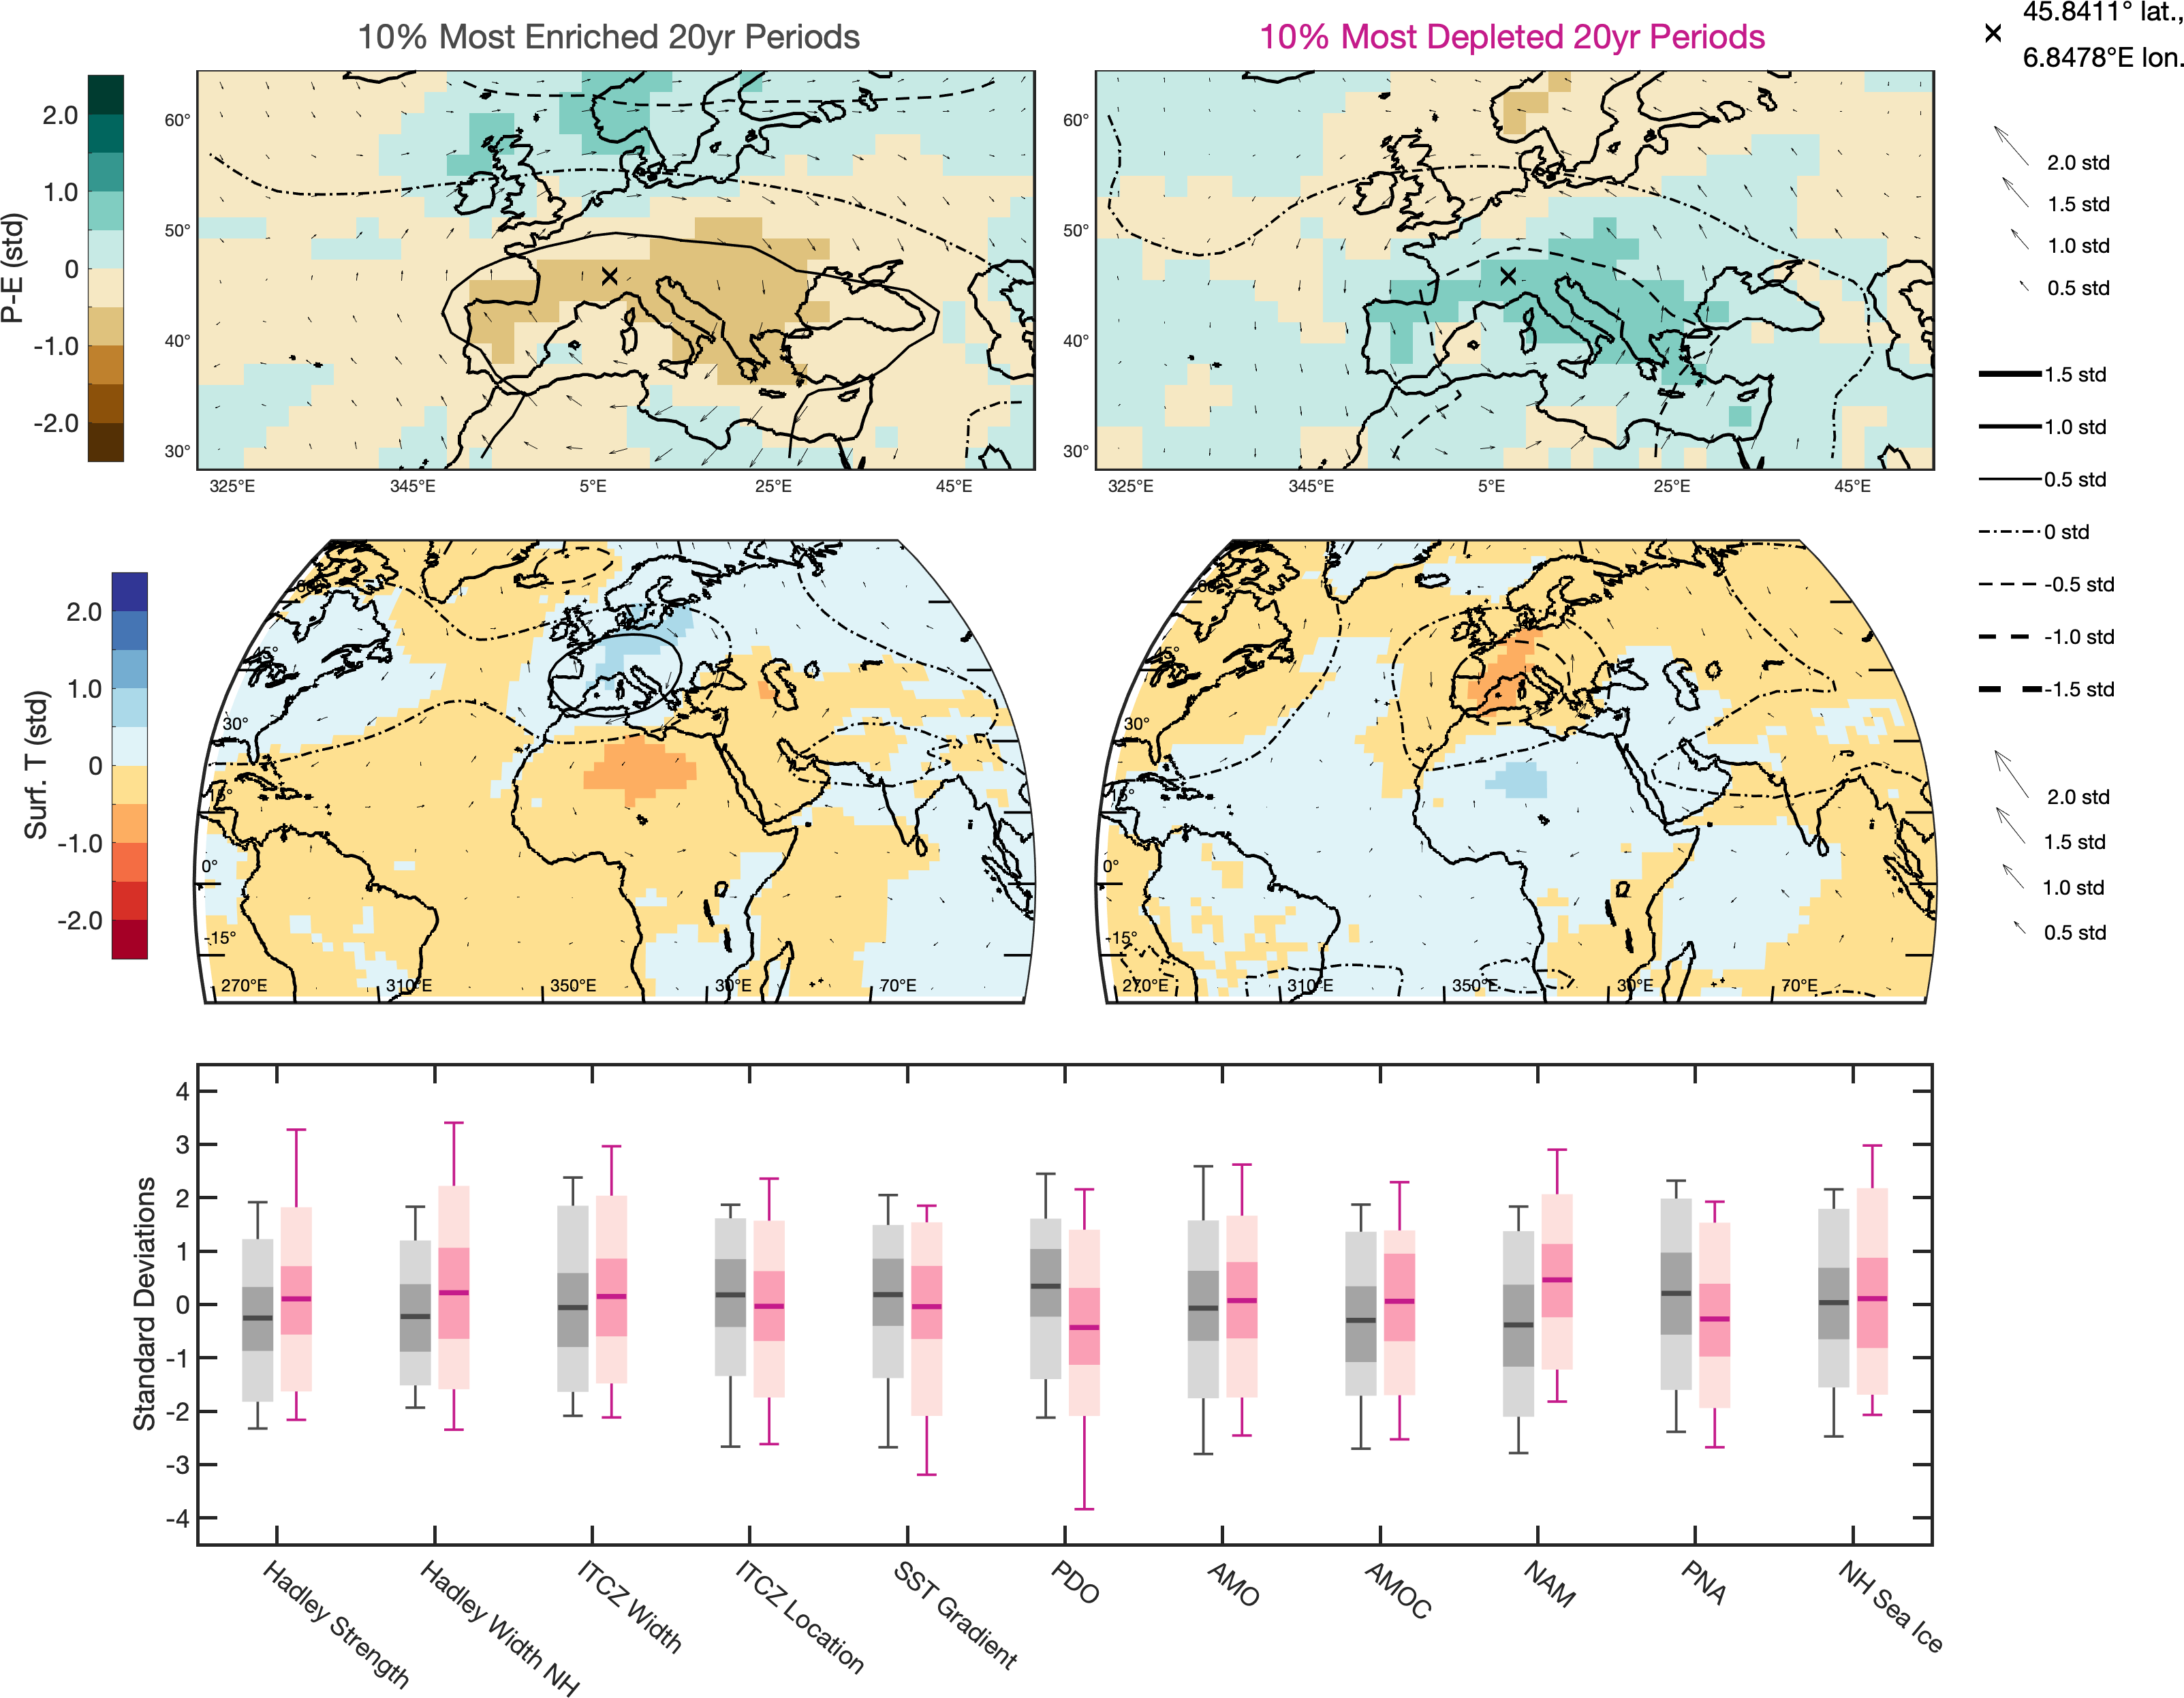 10% Most Enriched 20yr Periods
10% Most Depleted 20yr Periods
45.8411° lat.,
6.8478°E lon.
P-E (std)
2.0
1.0
0
-1.0
-2.0
60°
50°
40°
30°
325°E 345°E 5°E 25°E 45°E
60°
50°
40°
30°
325°E 345°E 5°E 25°E 45°E
2.0 std
1.5 std
1.0 std
0.5 std
1.5 std
1.0 std
0.5 std
0 std
-0.5 std
-1.0 std
-1.5 std
Surf. T (std)
2.0
1.0
0
-1.0
-2.0
45°
30°
15°
0°
-15°
270°E 310°E 350°E 30°E 70°E
45°
30°
15°
0°
-15°
270°E 310°E 350°E 30°E 70°E
2.0 std
1.5 std
1.0 std
0.5 std
Standard Deviations
4
3
2
1
0
-1
-2
-3
-4
Hadley Strength
Hadley Width NH
ITCZ Width
ITCZ Location
SST Gradient
PDO
AMO
AMOC
NAM
PNA
NH Sea Ice